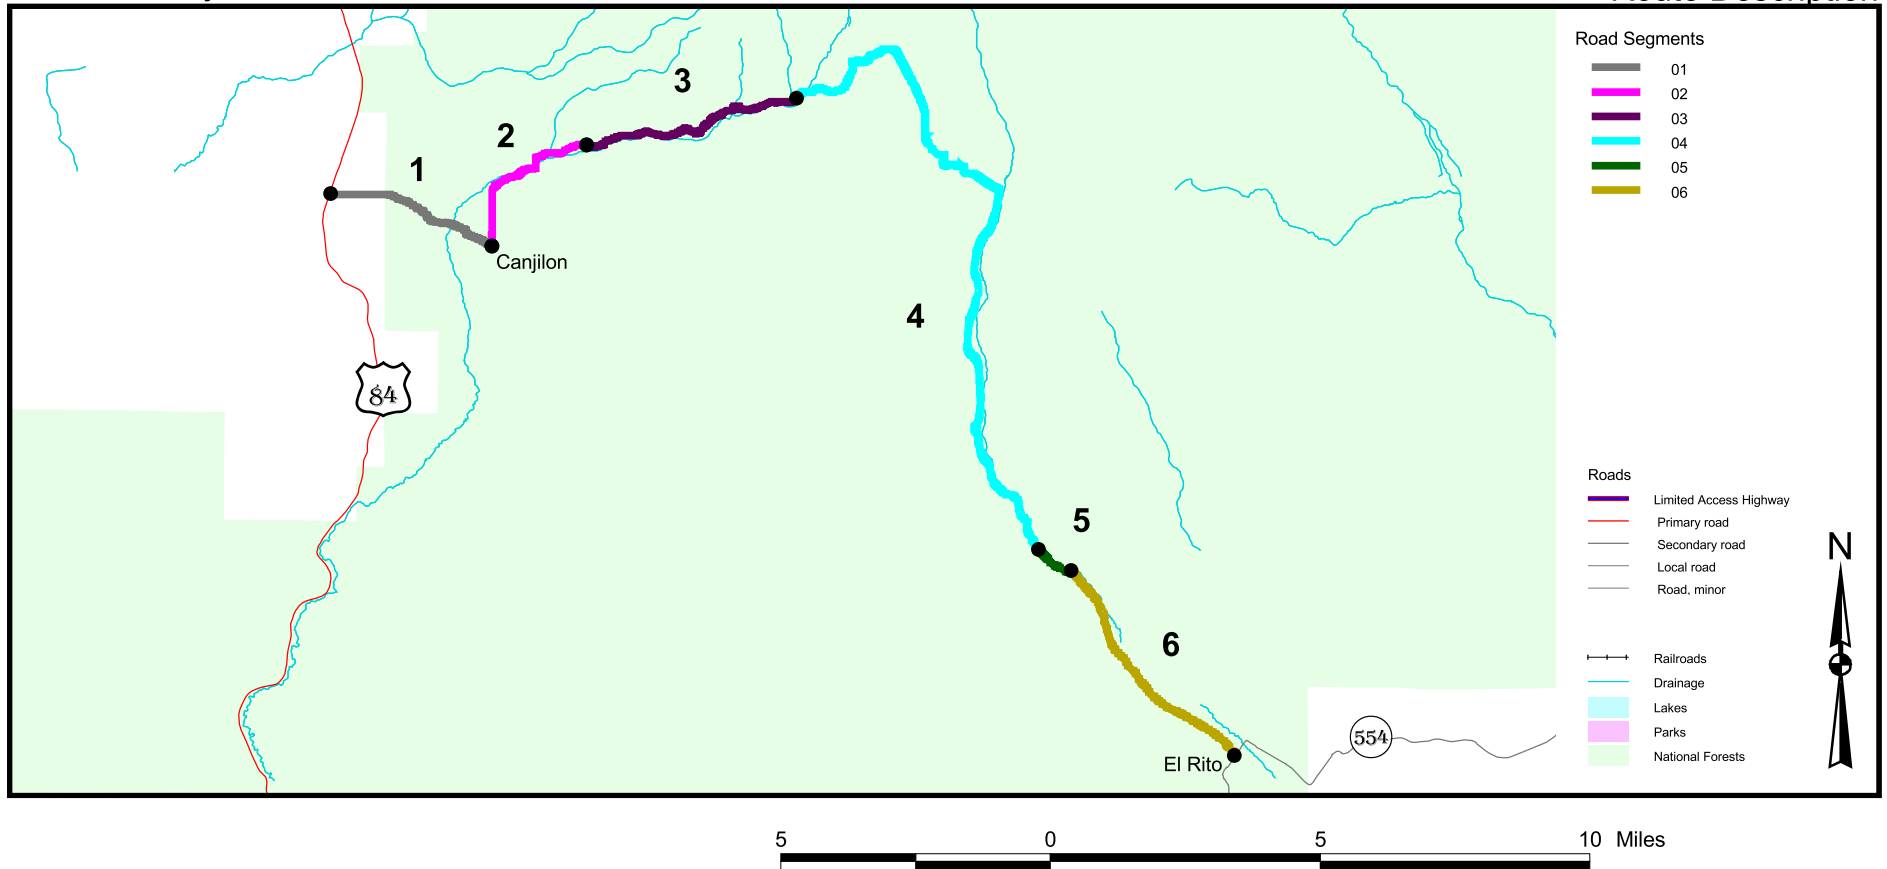 Route Description
Road Segments
01
02
03
04
05
06
1
2
3
4
5
6
Canjilon
84
El Rito
554
Roads
Limited Access Highway
Primary road
Secondary road
Local road
Road, minor
Railroads
Drainage
Lakes
Parks
National Forests
N
5 0 5 10 Miles